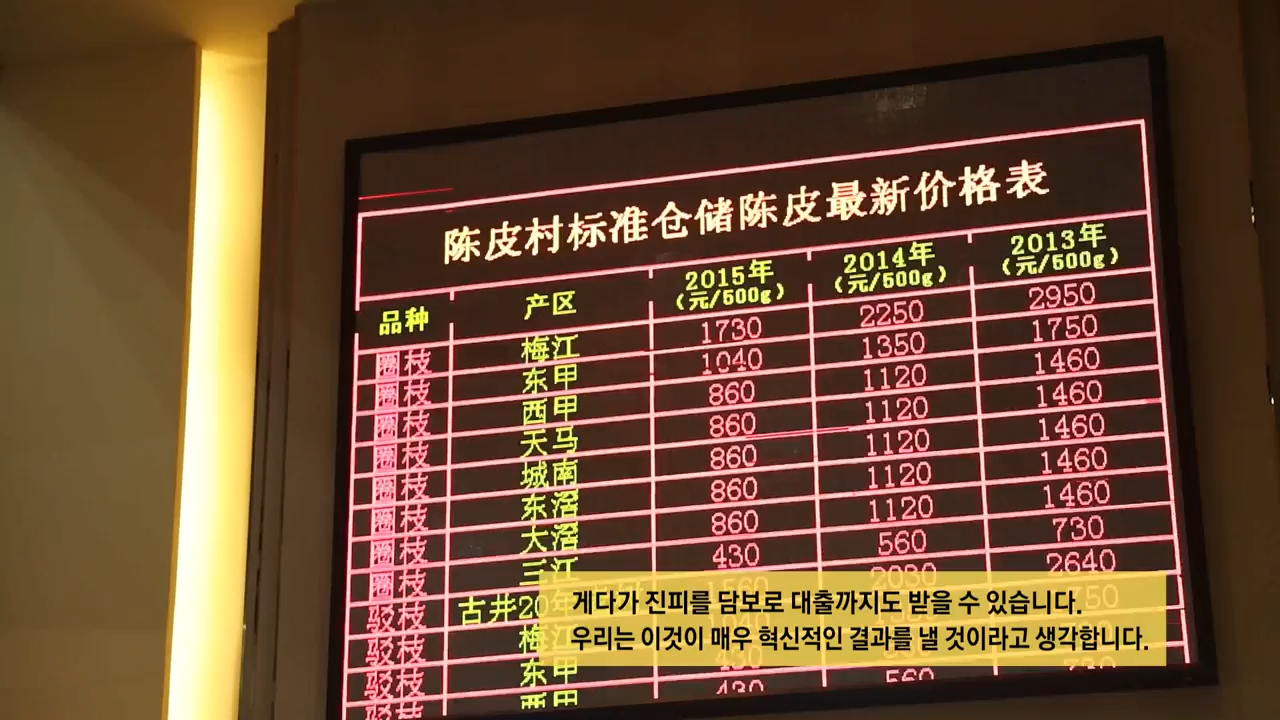 陈皮村标准仓储陈皮最新价格表
品种 产区 2015年 (元/500g) 2014年 (元/500g) 2013年 (元/500g)
圈枝 梅江 1730 2250 2950
圈枝 东甲 1040 1350 1750
圈枝 西甲 860 1120 1460
圈枝 天马 860 1120 1460
圈枝 城南 860 1120 1460
圈枝 东滘 860 1120 1460
圈枝 大滘 860 1120 1460
圈枝 三江 430 560 730
驳枝 古井20年 1560 2030 2640
驳枝 梅江
驳枝 东甲
驳枝 西甲 430 560 730
게다가 진피를 담보로 대출까지도 받을 수 있습니다.
우리는 이것이 매우 혁신적인 결과를 낼 것이라고 생각합니다.